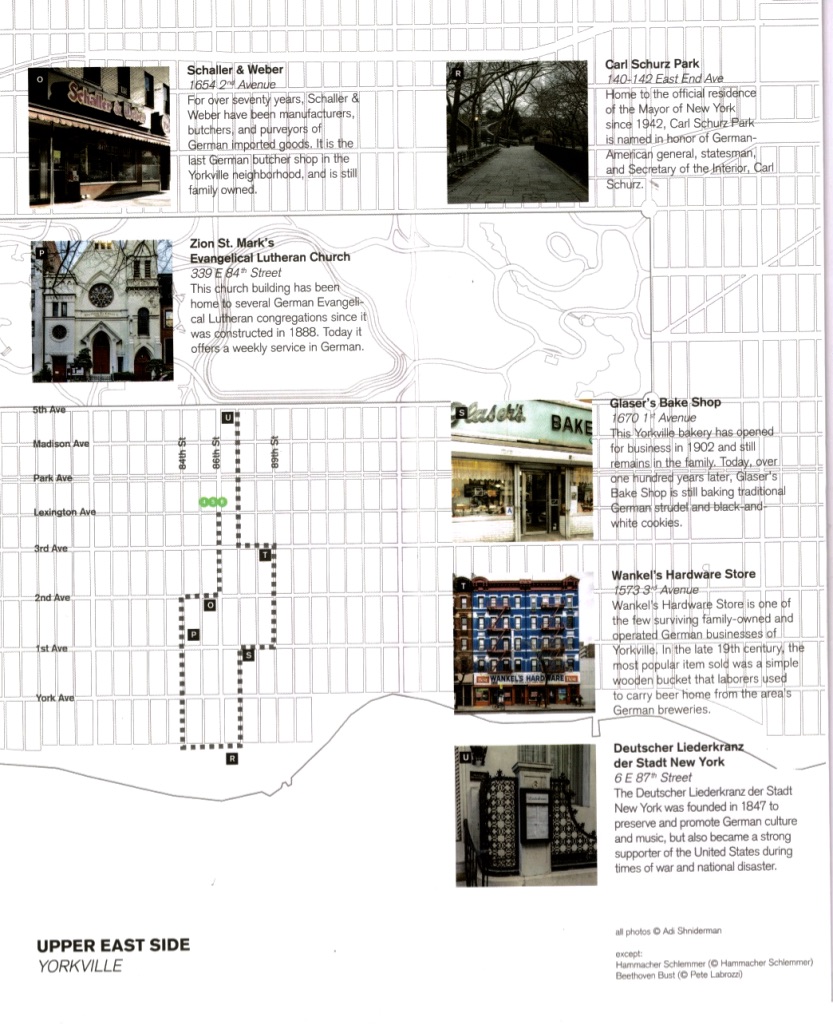 O
Schaller & Weber
Schaller & Weber
1654 2nd Avenue
For over seventy years, Schaller &
Weber have been manufacturers,
butchers, and purveyors of
German imported goods. It is the
last German butcher shop in the
Yorkville neighborhood, and is still
family owned.
R
Carl Schurz Park
140-142 East End Ave
Home to the official residence
of the Mayor of New York
since 1942, Carl Schurz Park
is named in honor of German-
American general, statesman,
and Secretary of the Interior, Carl
Schurz.
P
Zion St. Mark's
Evangelical Lutheran Church
339 E 84th Street
This church building has been
home to several German Evangeli-
cal Lutheran congregations since it
was constructed in 1888. Today it
offers a weekly service in German.
5th Ave
Madison Ave
Park Ave
Lexington Ave
3rd Ave
2nd Ave
1st Ave
York Ave
84th St
86th St
89th St
U
T
O
P
S
R
S
Glaser's
BAKE
Glaser's Bake Shop
1670 1st Avenue
This Yorkville bakery has opened
for business in 1902 and still
remains in the family. Today, over
one hundred years later, Glaser's
Bake Shop is still baking traditional
German strudel and black-and-
white cookies.
T
WANKEL'S HARDWARE
Wankel's Hardware Store
1573 3rd Avenue
Wankel's Hardware Store is one of
the few surviving family-owned and
operated German businesses of
Yorkville. In the late 19th century, the
most popular item sold was a simple
wooden bucket that laborers used
to carry beer home from the area's
German breweries.
U
Deutscher Liederkranz
der Stadt New York
6 E 87th Street
The Deutscher Liederkranz der Stadt
New York was founded in 1847 to
preserve and promote German culture
and music, but also became a strong
supporter of the United States during
times of war and national disaster.
UPPER EAST SIDE
YORKVILLE
all photos © Adi Shniderman
except:
Hammacher Schlemmer (© Hammacher Schlemmer)
Beethoven Bust (© Pete Labrozzi)